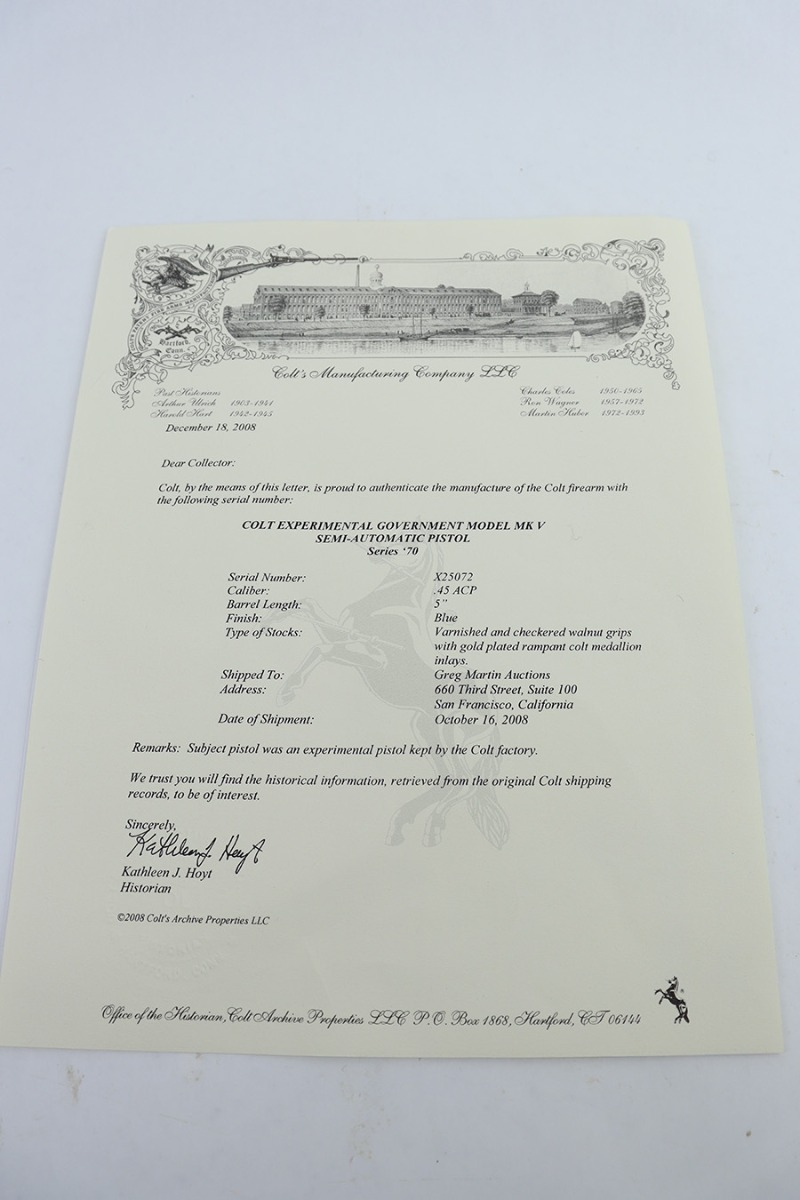 Hartford,
Conn.
Colt's Manufacturing Company LLC
Past Historians
Arthur Ulrich 1903-1941
Harold Hart 1942-1945
Charles Coles 1950-1965
Ron Wagner 1957-1972
Martin Huber 1972-1993
December 18, 2008
Dear Collector:
Colt, by the means of this letter, is proud to authenticate the manufacture of the Colt firearm with
the following serial number:
COLT EXPERIMENTAL GOVERNMENT MODEL MK V
SEMI-AUTOMATIC PISTOL
Series ‘70
Serial Number: X25072
Caliber: .45 ACP
Barrel Length: 5"
Finish: Blue
Type of Stocks: Varnished and checkered walnut grips
with gold plated rampant colt medallion
inlays.
Shipped To: Greg Martin Auctions
Address: 660 Third Street, Suite 100
San Francisco, California
Date of Shipment: October 16, 2008
Remarks: Subject pistol was an experimental pistol kept by the Colt factory.
We trust you will find the historical information, retrieved from the original Colt shipping
records, to be of interest.
Sincerely,
Kathleen J. Hoyt
Kathleen J. Hoyt
Historian
©2008 Colt's Archive Properties LLC
Office of the Historian, Colt Archive Properties LLC P.O. Box 1868, Hartford, CT 06144